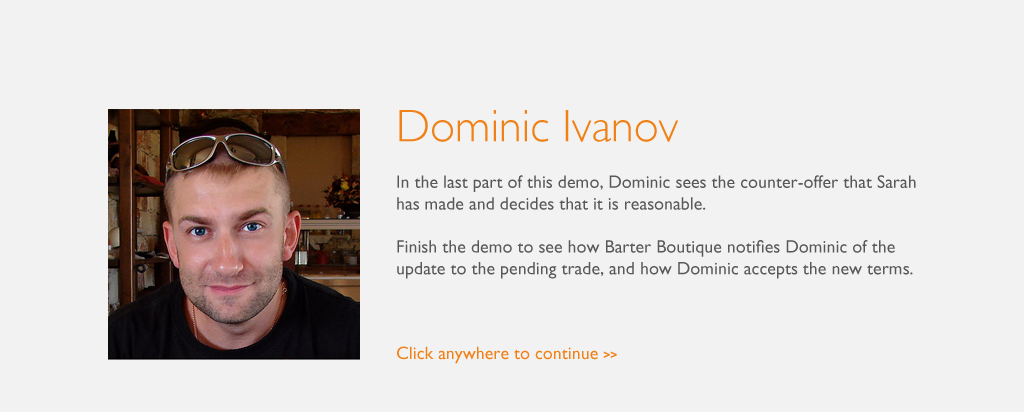 Dominic Ivanov
In the last part of this demo, Dominic sees the counter-offer that Sarah
has made and decides that it is reasonable.
Finish the demo to see how Barter Boutique notifies Dominic of the
update to the pending trade, and how Dominic accepts the new terms.
Click anywhere to continue >>